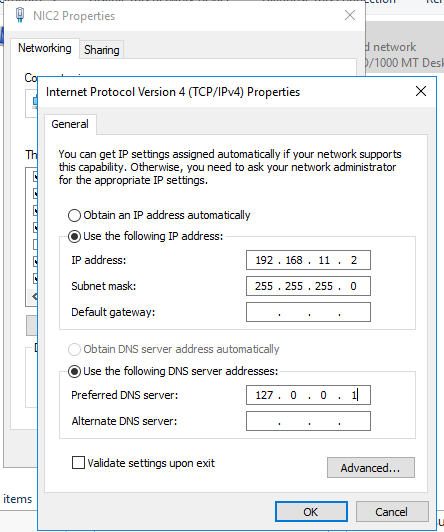 NIC2 Properties
Networking
Sharing
d network
0/1000 MT Desk
Internet Protocol Version 4 (TCP/IPv4) Properties
General
You can get IP settings assigned automatically if your network supports
this capability. Otherwise, you need to ask your network administrator
for the appropriate IP settings.
Obtain an IP address automatically
Use the following IP address:
IP address:
192 . 168 . 11 . 2
Subnet mask:
255 . 255 . 255 . 0
Default gateway:
. . .
Obtain DNS server address automatically
Use the following DNS server addresses:
Preferred DNS server:
127 . 0 . 0 . 1
Alternate DNS server:
. . .
Validate settings upon exit
Advanced...
OK
Cancel
items